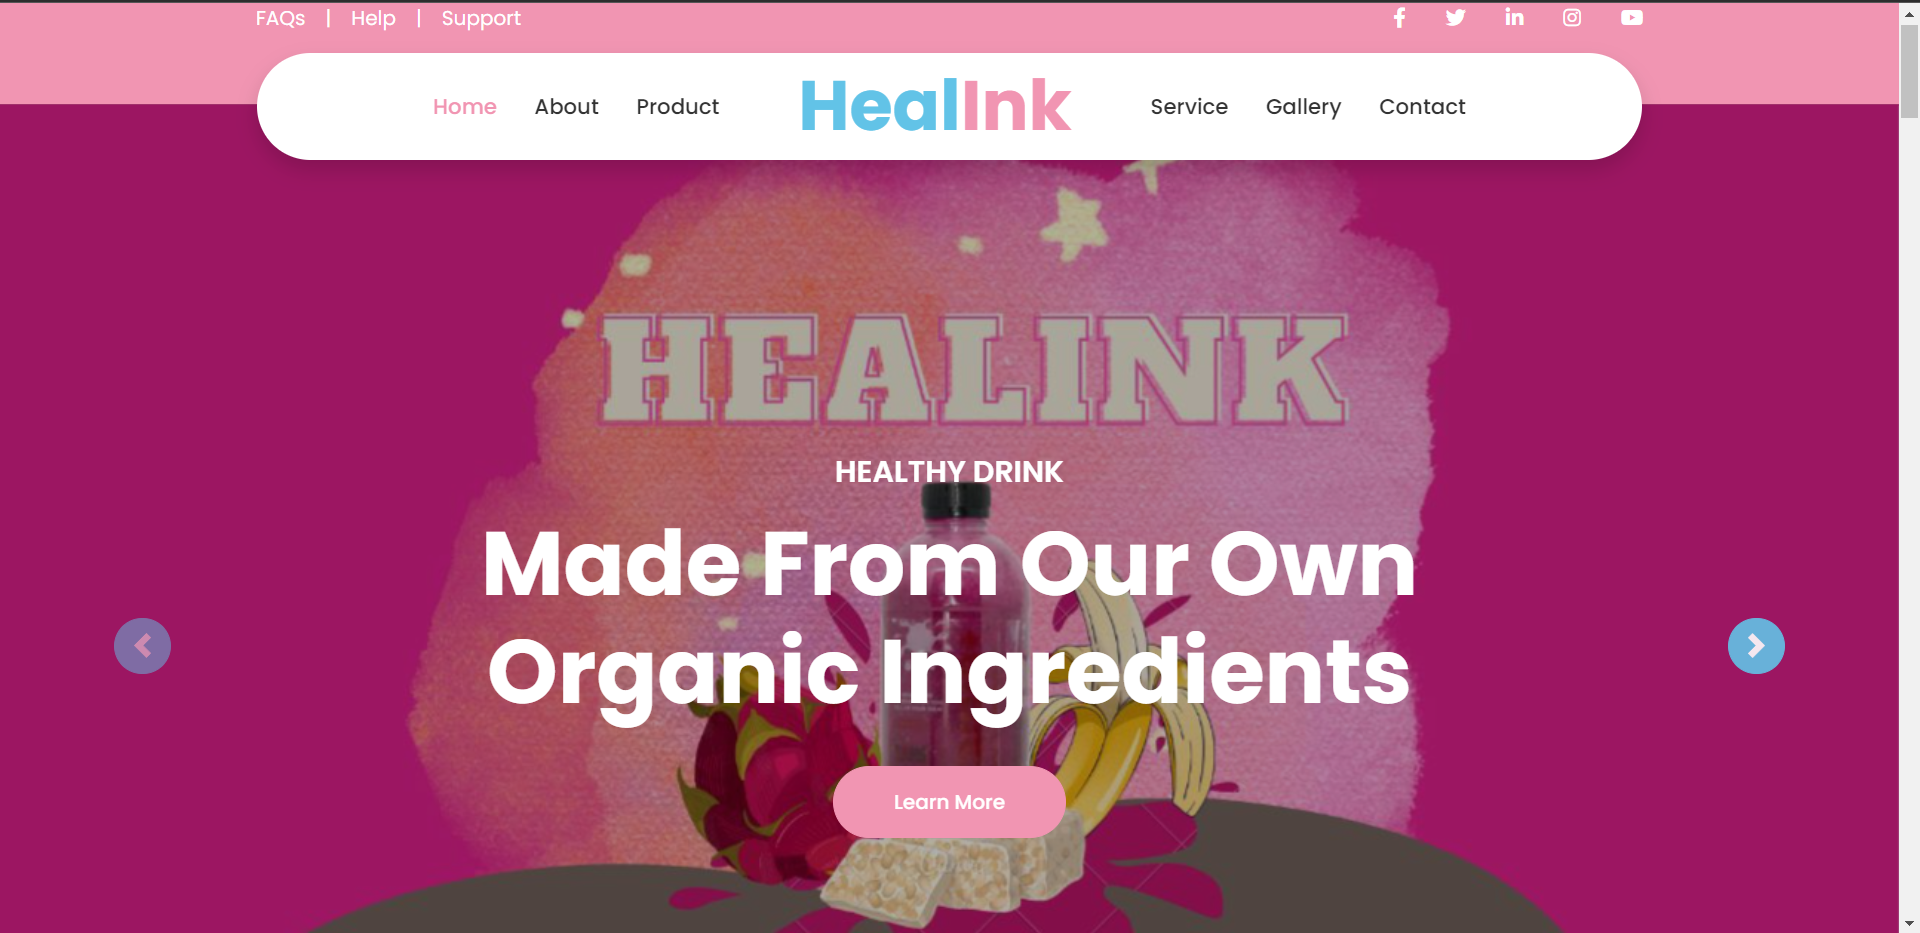 FAQs | Help | Support
Home About Product HealInk Service Gallery Contact
HEALINK
HEALTHY DRINK
Made From Our Own
Organic Ingredients
Learn More